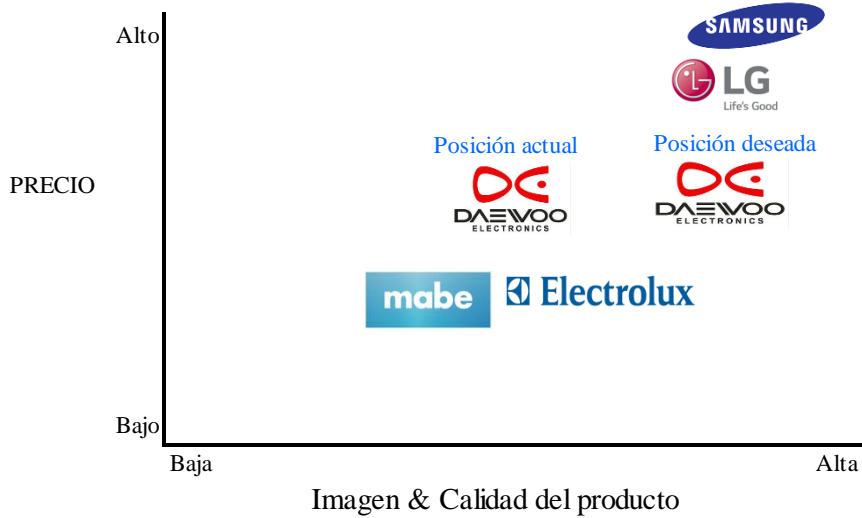 Alto
SAMSUNG
LG
Life's Good
Posición actual
Posición deseada
PRECIO
DAEWOO
ELECTRONICS
DAEWOO
ELECTRONICS
mabe
Electrolux
Bajo
Baja
Alta
Imagen & Calidad del producto